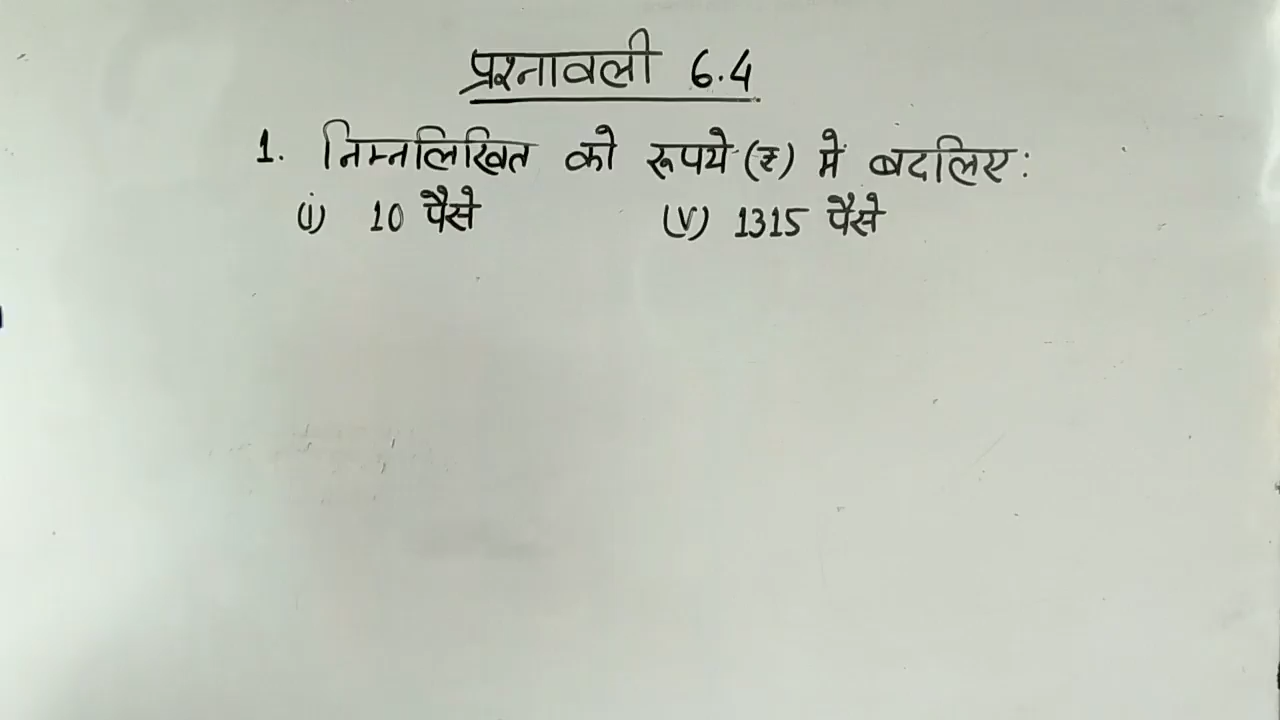 प्रश्नावली 6.4
1. निम्नलिखित को रूपये (₹) में बदलिए:
(i) 10 पैसे (v) 1315 पैसे